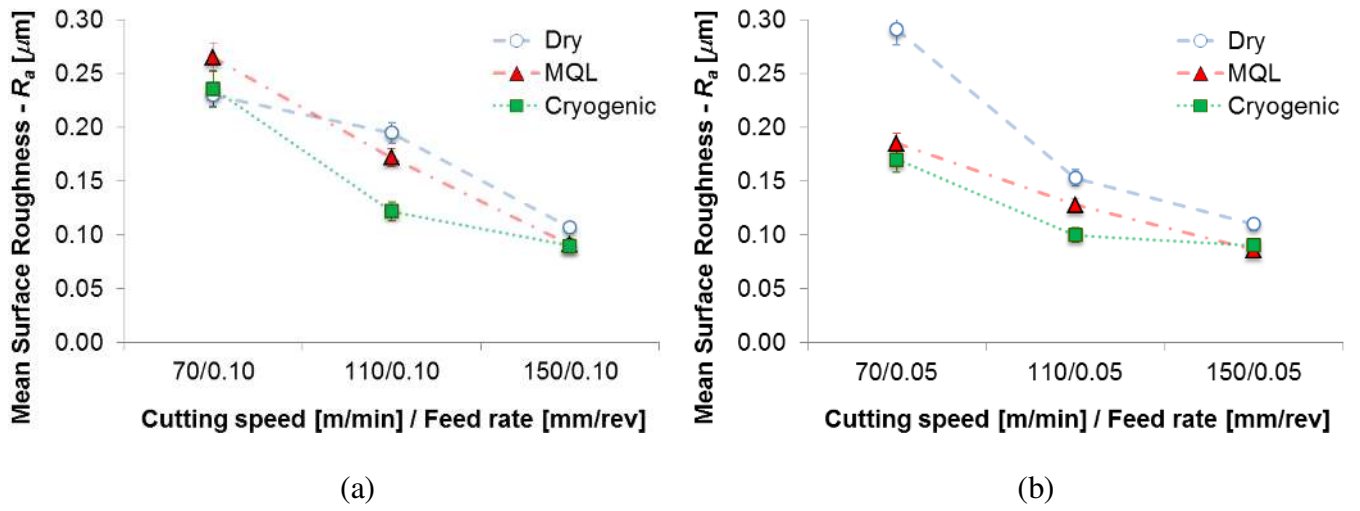 Mean Surface Roughness - Ra [μm]
0.30
0.25
0.20
0.15
0.10
0.05
0.00
Dry
MQL
Cryogenic
70/0.10 110/0.10 150/0.10
Cutting speed [m/min] / Feed rate [mm/rev]
(a)
Mean Surface Roughness - Ra [μm]
0.30
0.25
0.20
0.15
0.10
0.05
0.00
Dry
MQL
Cryogenic
70/0.05 110/0.05 150/0.05
Cutting speed [m/min] / Feed rate [mm/rev]
(b)